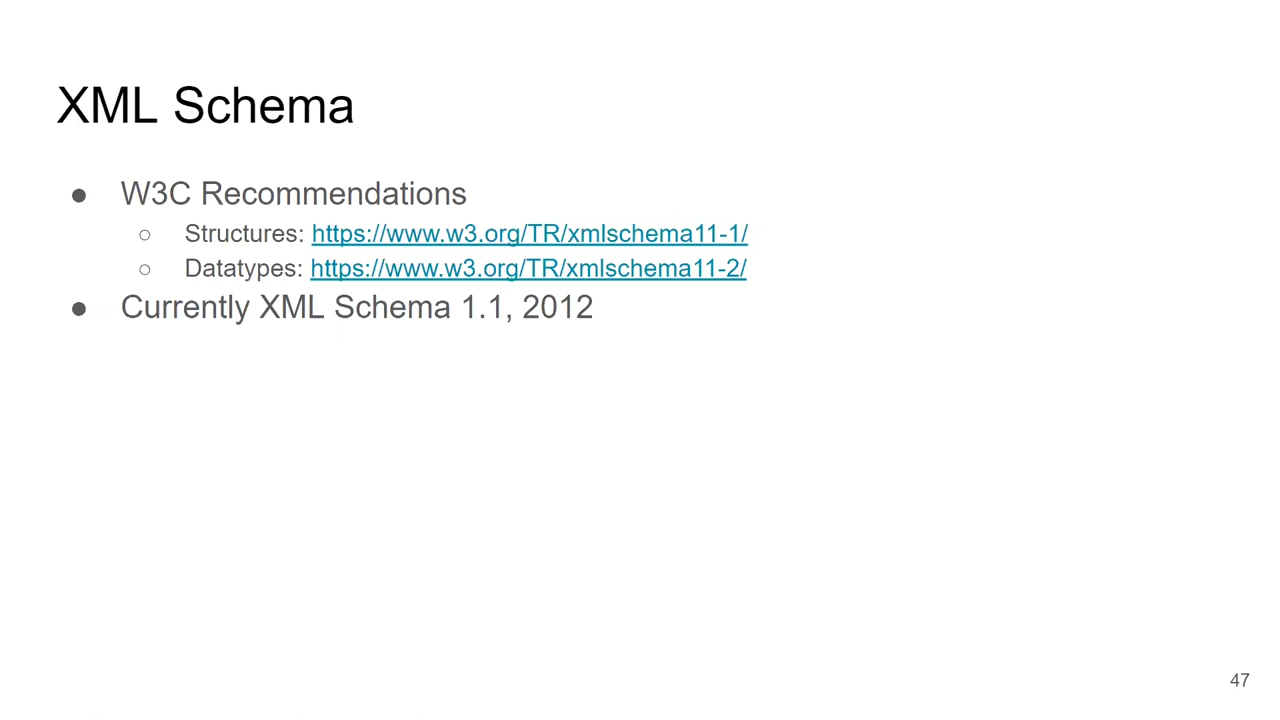 XML Schema
● W3C Recommendations
○ Structures: https://www.w3.org/TR/xmlschema11-1/
○ Datatypes: https://www.w3.org/TR/xmlschema11-2/
● Currently XML Schema 1.1, 2012
47